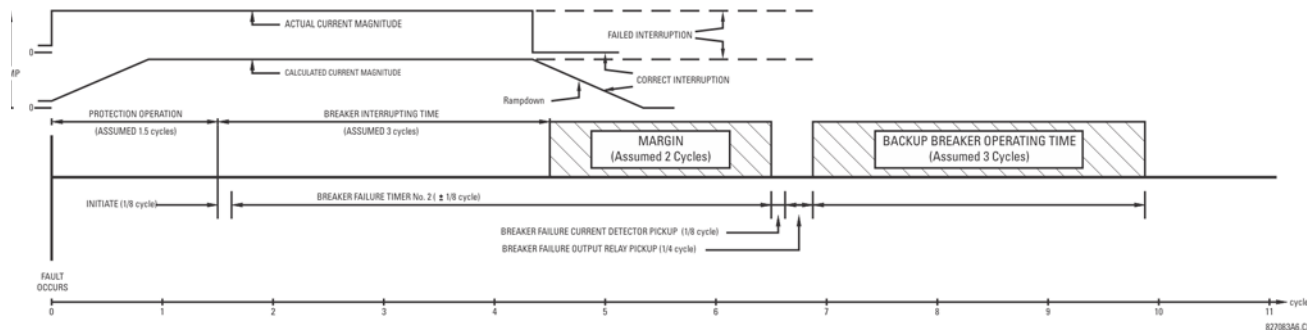 ACTUAL CURRENT MAGNITUDE
FAILED INTERRUPTION
0
CALCULATED CURRENT MAGNITUDE
CORRECT INTERRUPTION
MP
Rampdown
0
PROTECTION OPERATION
(ASSUMED 1.5 cycles)
BREAKER INTERRUPTING TIME
(ASSUMED 3 cycles)
MARGIN
(Assumed 2 Cycles)
BACKUP BREAKER OPERATING TIME
(Assumed 3 Cycles)
INITIATE (1/8 cycle)
BREAKER FAILURE TIMER No. 2 ( ± 1/8 cycle)
BREAKER FAILURE CURRENT DETECTOR PICKUP (1/8 cycle)
BREAKER FAILURE OUTPUT RELAY PICKUP (1/4 cycle)
FAULT
OCCURS
0 1 2 3 4 5 6 7 8 9 10 11
cycle
827083A6.C